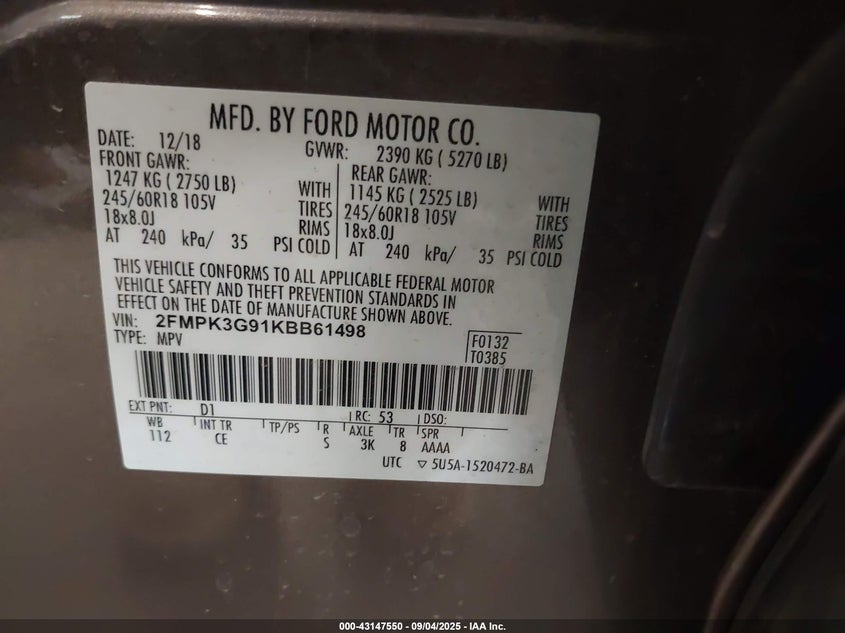 MFD. BY FORD MOTOR CO.
DATE: 12/18 GVWR: 2390 KG ( 5270 LB)
FRONT GAWR: REAR GAWR:
1247 KG ( 2750 LB) WITH 1145 KG ( 2525 LB) WITH
245/60R18 105V TIRES 245/60R18 105V TIRES
18x8.0J RIMS 18x8.0J RIMS
AT 240 kPa/ 35 PSI COLD AT 240 kPa/ 35 PSI COLD
THIS VEHICLE CONFORMS TO ALL APPLICABLE FEDERAL MOTOR
VEHICLE SAFETY AND THEFT PREVENTION STANDARDS IN
EFFECT ON THE DATE OF MANUFACTURE SHOWN ABOVE.
VIN: 2FMPK3G91KBB61498
TYPE: MPV
F0132
T0385
EXT PNT: D1 RC: 53 DSO:
WB INT TR TP/PS R AXLE TR SPR
112 CE S 3K 8 AAAA
UTC ▽ 5U5A-1520472-BA
000-43147550 - 09/04/2025 - IAA Inc.